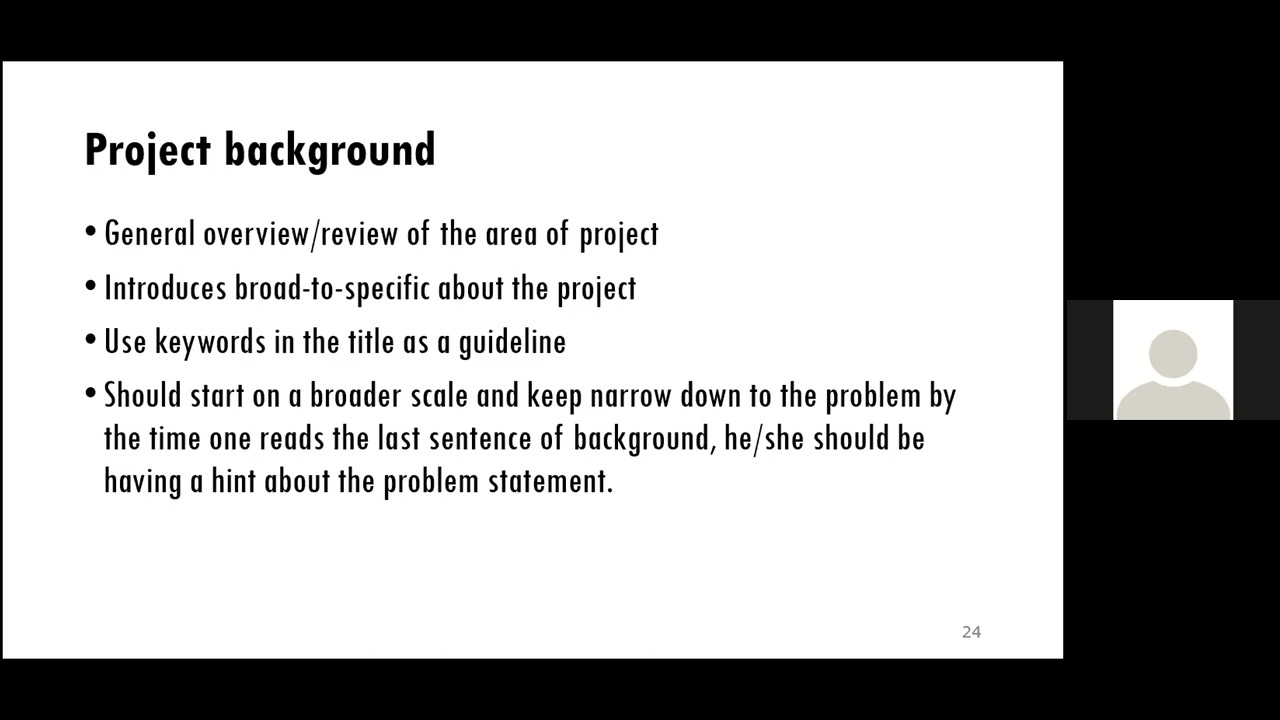 Project background
• General overview/review of the area of project
• Introduces broad-to-specific about the project
• Use keywords in the title as a guideline
• Should start on a broader scale and keep narrow down to the problem by
the time one reads the last sentence of background, he/she should be
having a hint about the problem statement.
24